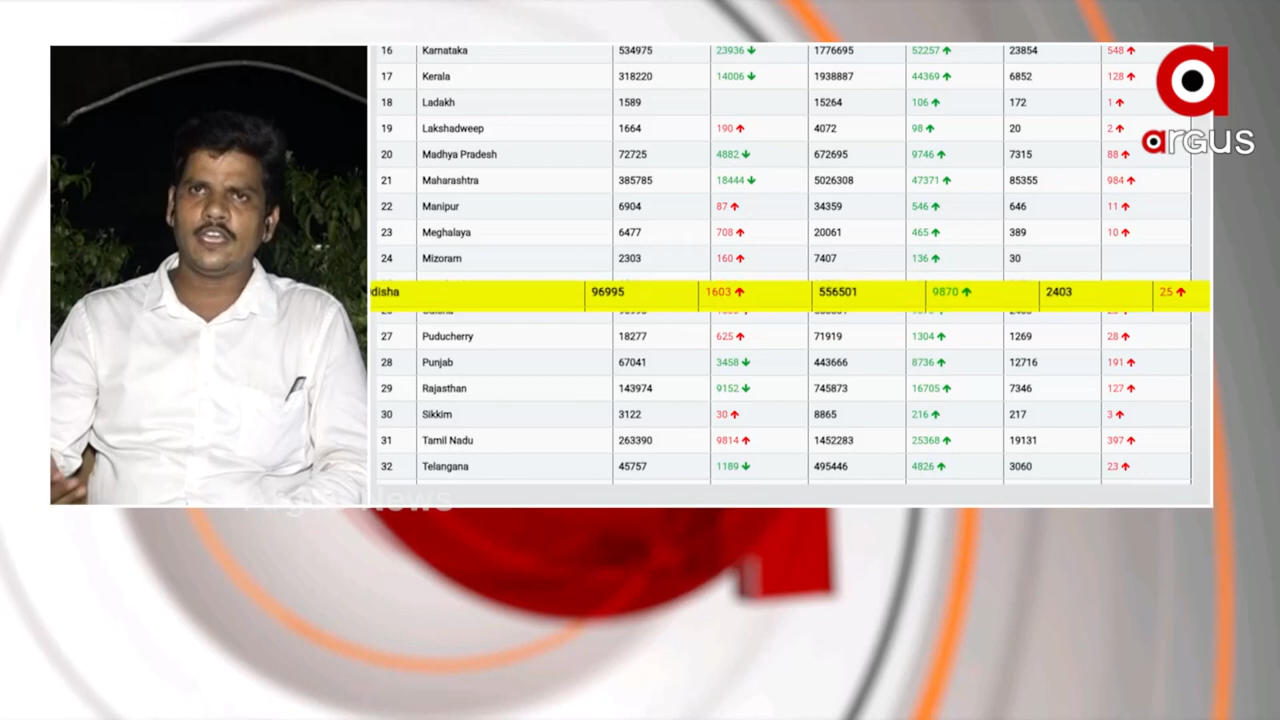 16 Karnataka 534975 23936 1776695 52257 23854 548
17 Kerala 318220 14006 1938887 44369 6852 128
18 Ladakh 1589 15264 106 172 1
19 Lakshadweep 1664 190 4072 98 20 2
20 Madhya Pradesh 72725 4882 672695 9746 7315 88
21 Maharashtra 385785 18444 5026308 47371 85355 984
22 Manipur 6904 87 34359 546 646 11
23 Meghalaya 6477 708 20061 465 389 10
24 Mizoram 2303 160 7407 136 30
disha 96995 1603 556501 9870 2403 25
27 Puducherry 18277 625 71919 1304 1269 28
28 Punjab 67041 3458 443666 8736 12716 191
29 Rajasthan 143974 9152 745873 16705 7346 127
30 Sikkim 3122 30 8865 216 217 3
31 Tamil Nadu 263390 9814 1452283 25368 19131 397
32 Telangana 45757 1189 495446 4826 3060 23
argus
Argus News